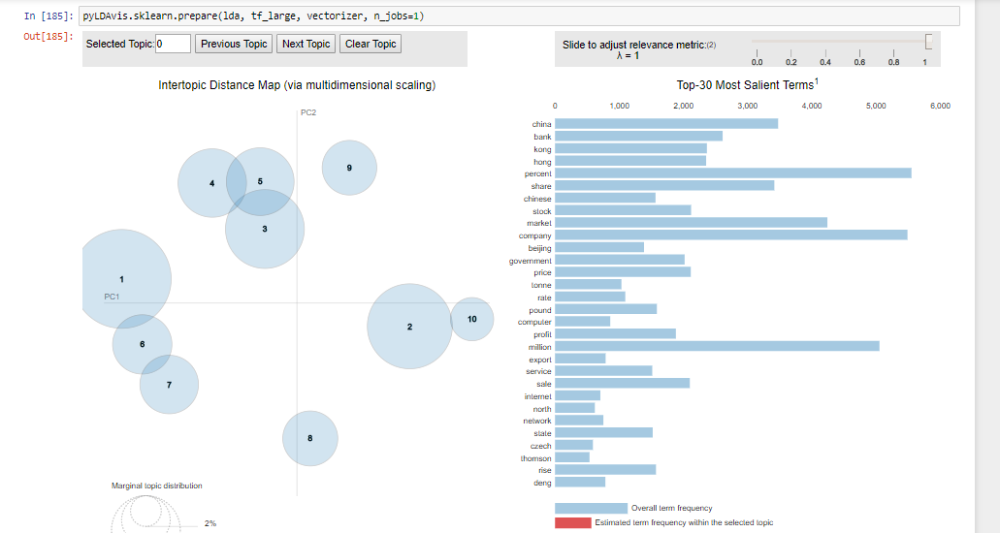 In [185]: pyLDAvis.sklearn.prepare(lda, tf_large, vectorizer, n_jobs=1)
Out[185]:
Selected Topic: 0 Previous Topic Next Topic Clear Topic
Slide to adjust relevance metric:(2)
λ = 1
0.0 0.2 0.4 0.6 0.8 1
Intertopic Distance Map (via multidimensional scaling)
PC2
PC1
4
5
9
3
1
2
10
6
7
8
Marginal topic distribution
2%
Top-30 Most Salient Terms1
0 1,000 2,000 3,000 4,000 5,000 6,000
china
bank
kong
hong
percent
share
chinese
stock
market
company
beijing
government
price
tonne
rate
pound
computer
profit
million
export
service
sale
internet
north
network
state
czech
thomson
rise
deng
Overall term frequency
Estimated term frequency within the selected topic